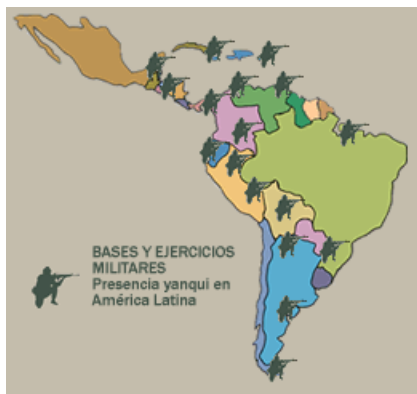 BASES Y EJERCICIOS
MILITARES
Presencia yanqui en
América Latina